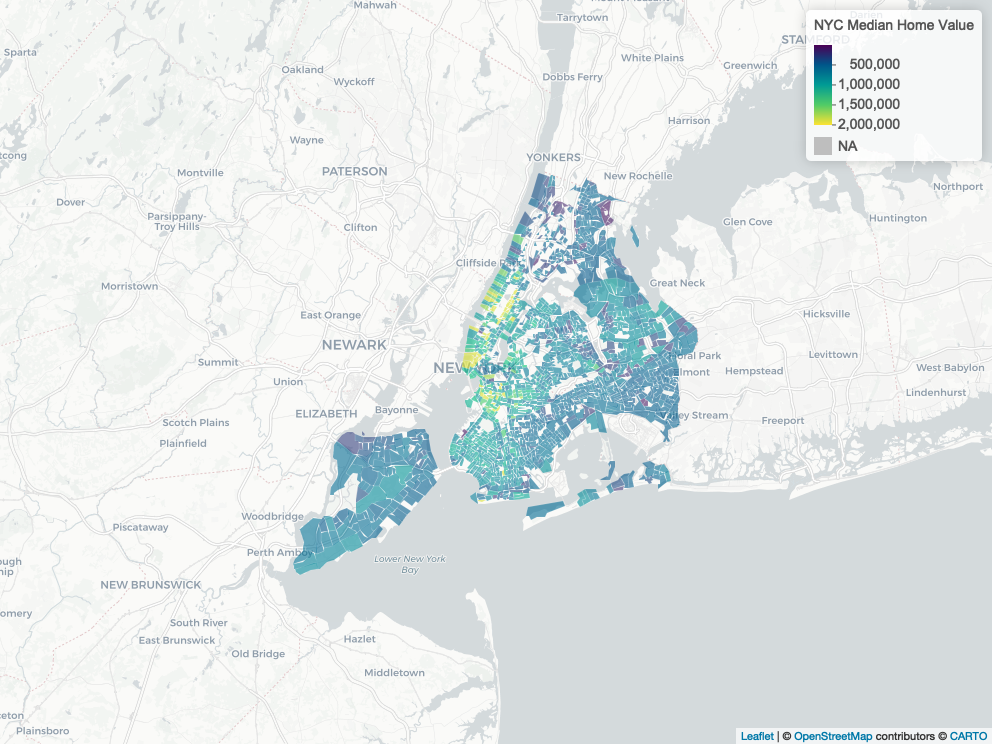 Mahwah
Tarrytown
NYC Median Home Value
500,000
1,000,000
1,500,000
2,000,000
NA
STAMFORD
Sparta
Oakland
Wyckoff
White Plains
Greenwich
Dobbs Ferry
Harrison
Wayne
YONKERS
PATERSON
New Rochelle
Montville
Northport
Dover
Parsippany-
Troy Hills
Clifton
Glen Cove
Huntington
Cliffside
Great Neck
Morristown
East Orange
Hicksville
NEWARK
Levittown
Summit
NEW YORK
Park
Hempstead
West Babylon
Union
Lindenhurst
ELIZABETH
Bayonne
Scotch Plains
Stream
Freeport
Plainfield
Woodbridge
Piscataway
Perth Amboy
Lower New York
Bay
NEW BRUNSWICK
South River
East Brunswick
Hazlet
Old Bridge
Middletown
Plainsboro
Leaflet | © OpenStreetMap contributors © CARTO